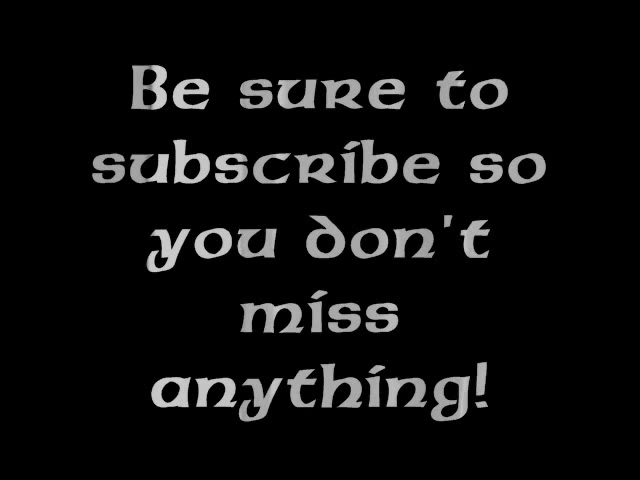 Be sure to
subscribe so
you don't
miss
anything!